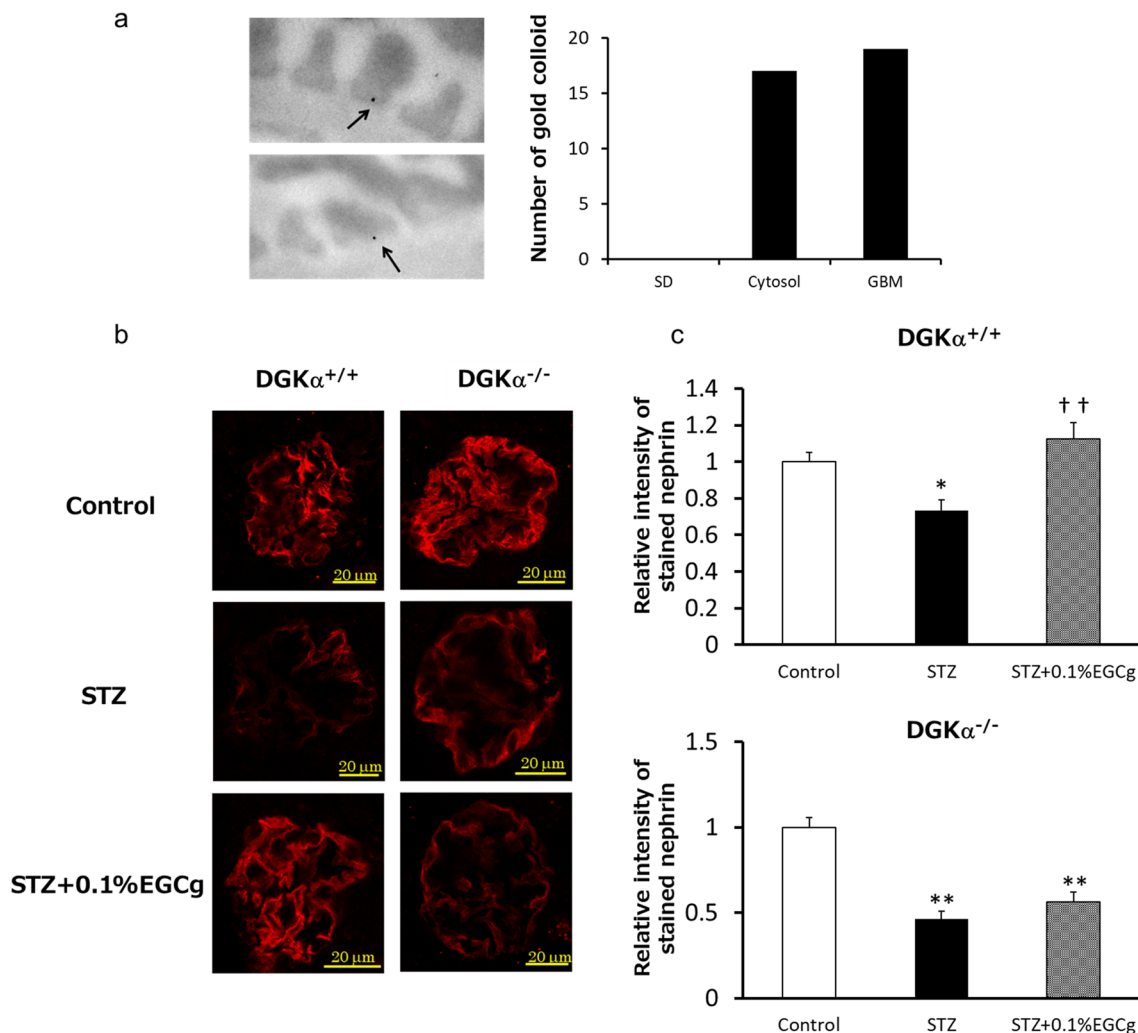 a
Number of gold colloid
20
15
10
5
0
SD Cytosol GBM
b
DGKα+/+ DGKα-/-
Control
20 μm 20 μm
STZ
20 μm 20 μm
STZ+0.1%EGCg
20 μm 20 μm
c
DGKα+/+
Relative intensity of
stained nephrin
1.4
1.2
1
0.8
0.6
0.4
0.2
0
*
† †
Control STZ STZ+0.1%EGCg
DGKα-/-
Relative intensity of
stained nephrin
1.5
1
0.5
0
**
**
Control STZ STZ+0.1%EGCg